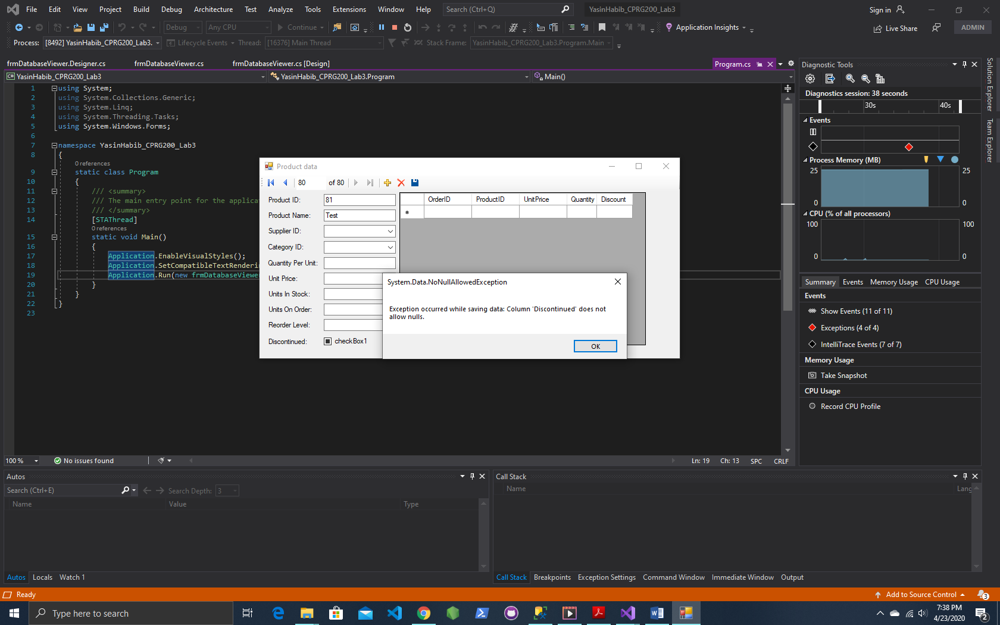 File Edit View Project Build Debug Architecture Test Analyze Tools Extensions Window Help Search (Ctrl+Q) YasinHabib_CPRG200_Lab3 Sign in
Debug Any CPU Continue Application Insights Live Share ADMIN
Process: [8492] YasinHabib_CPRG200_Lab3. Lifecycle Events Thread: [16376] Main Thread Stack Frame: YasinHabib_CPRG200_Lab3.Program.Main
frmDatabaseViewer.Designer.cs frmDatabaseViewer.cs frmDatabaseViewer.cs [Design] Program.cs
C# YasinHabib_CPRG200_Lab3 YasinHabib_CPRG200_Lab3.Program Main()
1 using System;
2 using System.Collections.Generic;
3 using System.Linq;
4 using System.Threading.Tasks;
5 using System.Windows.Forms;
6
7 namespace YasinHabib_CPRG200_Lab3
8 {
0 references
9 static class Program
10 {
11 /// <summary>
12 /// The main entry point for the applicat
13 /// </summary>
14 [STAThread]
0 references
15 static void Main()
16 {
17 Application.EnableVisualStyles();
18 Application.SetCompatibleTextRenderin
19 Application.Run(new frmDatabaseViewer
20 }
21 }
22 }
23
Product data
80 of 80
Product ID: 81
Product Name: Test
Supplier ID:
Category ID:
Quantity Per Unit:
Unit Price:
Units In Stock:
Units On Order:
Reorder Level:
Discontinued: checkBox1
OrderID ProductID UnitPrice Quantity Discount
*
System.Data.NoNullAllowedException
Exception occurred while saving data: Column 'Discontinued' does not
allow nulls.
OK
Diagnostic Tools
Diagnostics session: 38 seconds
30s 40s
Events
Process Memory (MB)
25 25
0 0
CPU (% of all processors)
100 100
0 0
Summary Events Memory Usage CPU Usage
Events
Show Events (11 of 11)
Exceptions (4 of 4)
IntelliTrace Events (7 of 7)
Memory Usage
Take Snapshot
CPU Usage
Record CPU Profile
Solution Explorer
Team Explorer
100 % No issues found Ln: 19 Ch: 13 SPC CRLF
Autos
Search (Ctrl+E) Search Depth: 3
Name Value Type
Autos Locals Watch 1
Call Stack
Name Lang
Call Stack Breakpoints Exception Settings Command Window Immediate Window Output
Ready Add to Source Control 3
Type here to search
7:38 PM
4/23/2020
2